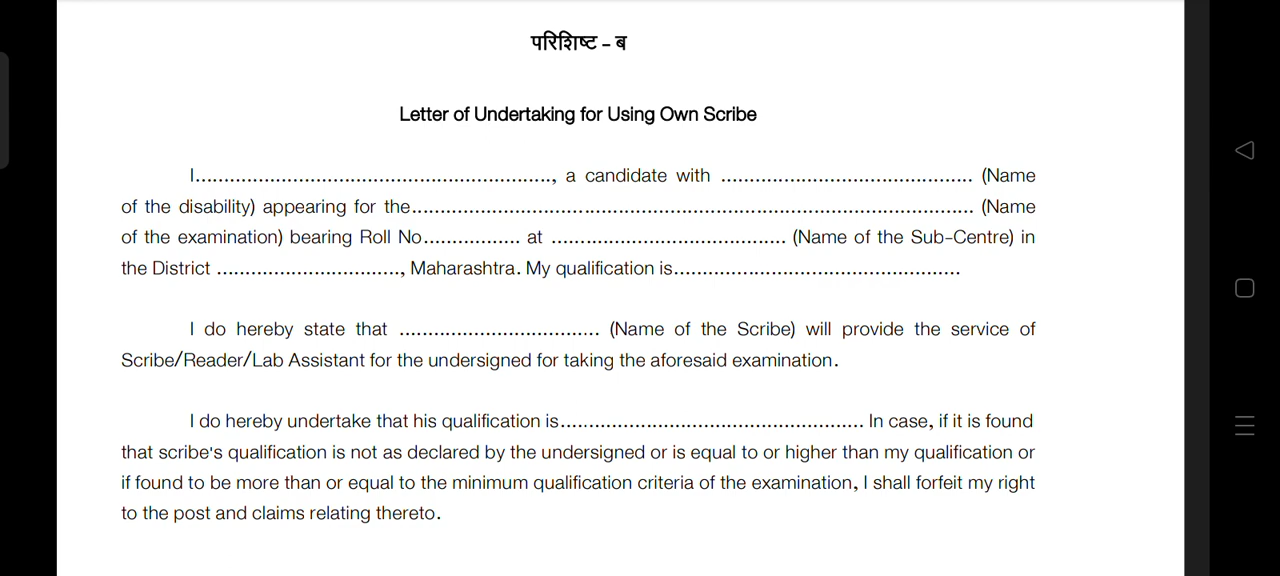 परिशिष्ट - ब
Letter of Undertaking for Using Own Scribe
I.............................................................., a candidate with ............................................ (Name
of the disability) appearing for the.................................................................................................. (Name
of the examination) bearing Roll No................. at ......................................... (Name of the Sub-Centre) in
the District ................................, Maharashtra. My qualification is..................................................
I do hereby state that ................................... (Name of the Scribe) will provide the service of
Scribe/Reader/Lab Assistant for the undersigned for taking the aforesaid examination.
I do hereby undertake that his qualification is..................................................... In case, if it is found
that scribe's qualification is not as declared by the undersigned or is equal to or higher than my qualification or
if found to be more than or equal to the minimum qualification criteria of the examination, I shall forfeit my right
to the post and claims relating thereto.